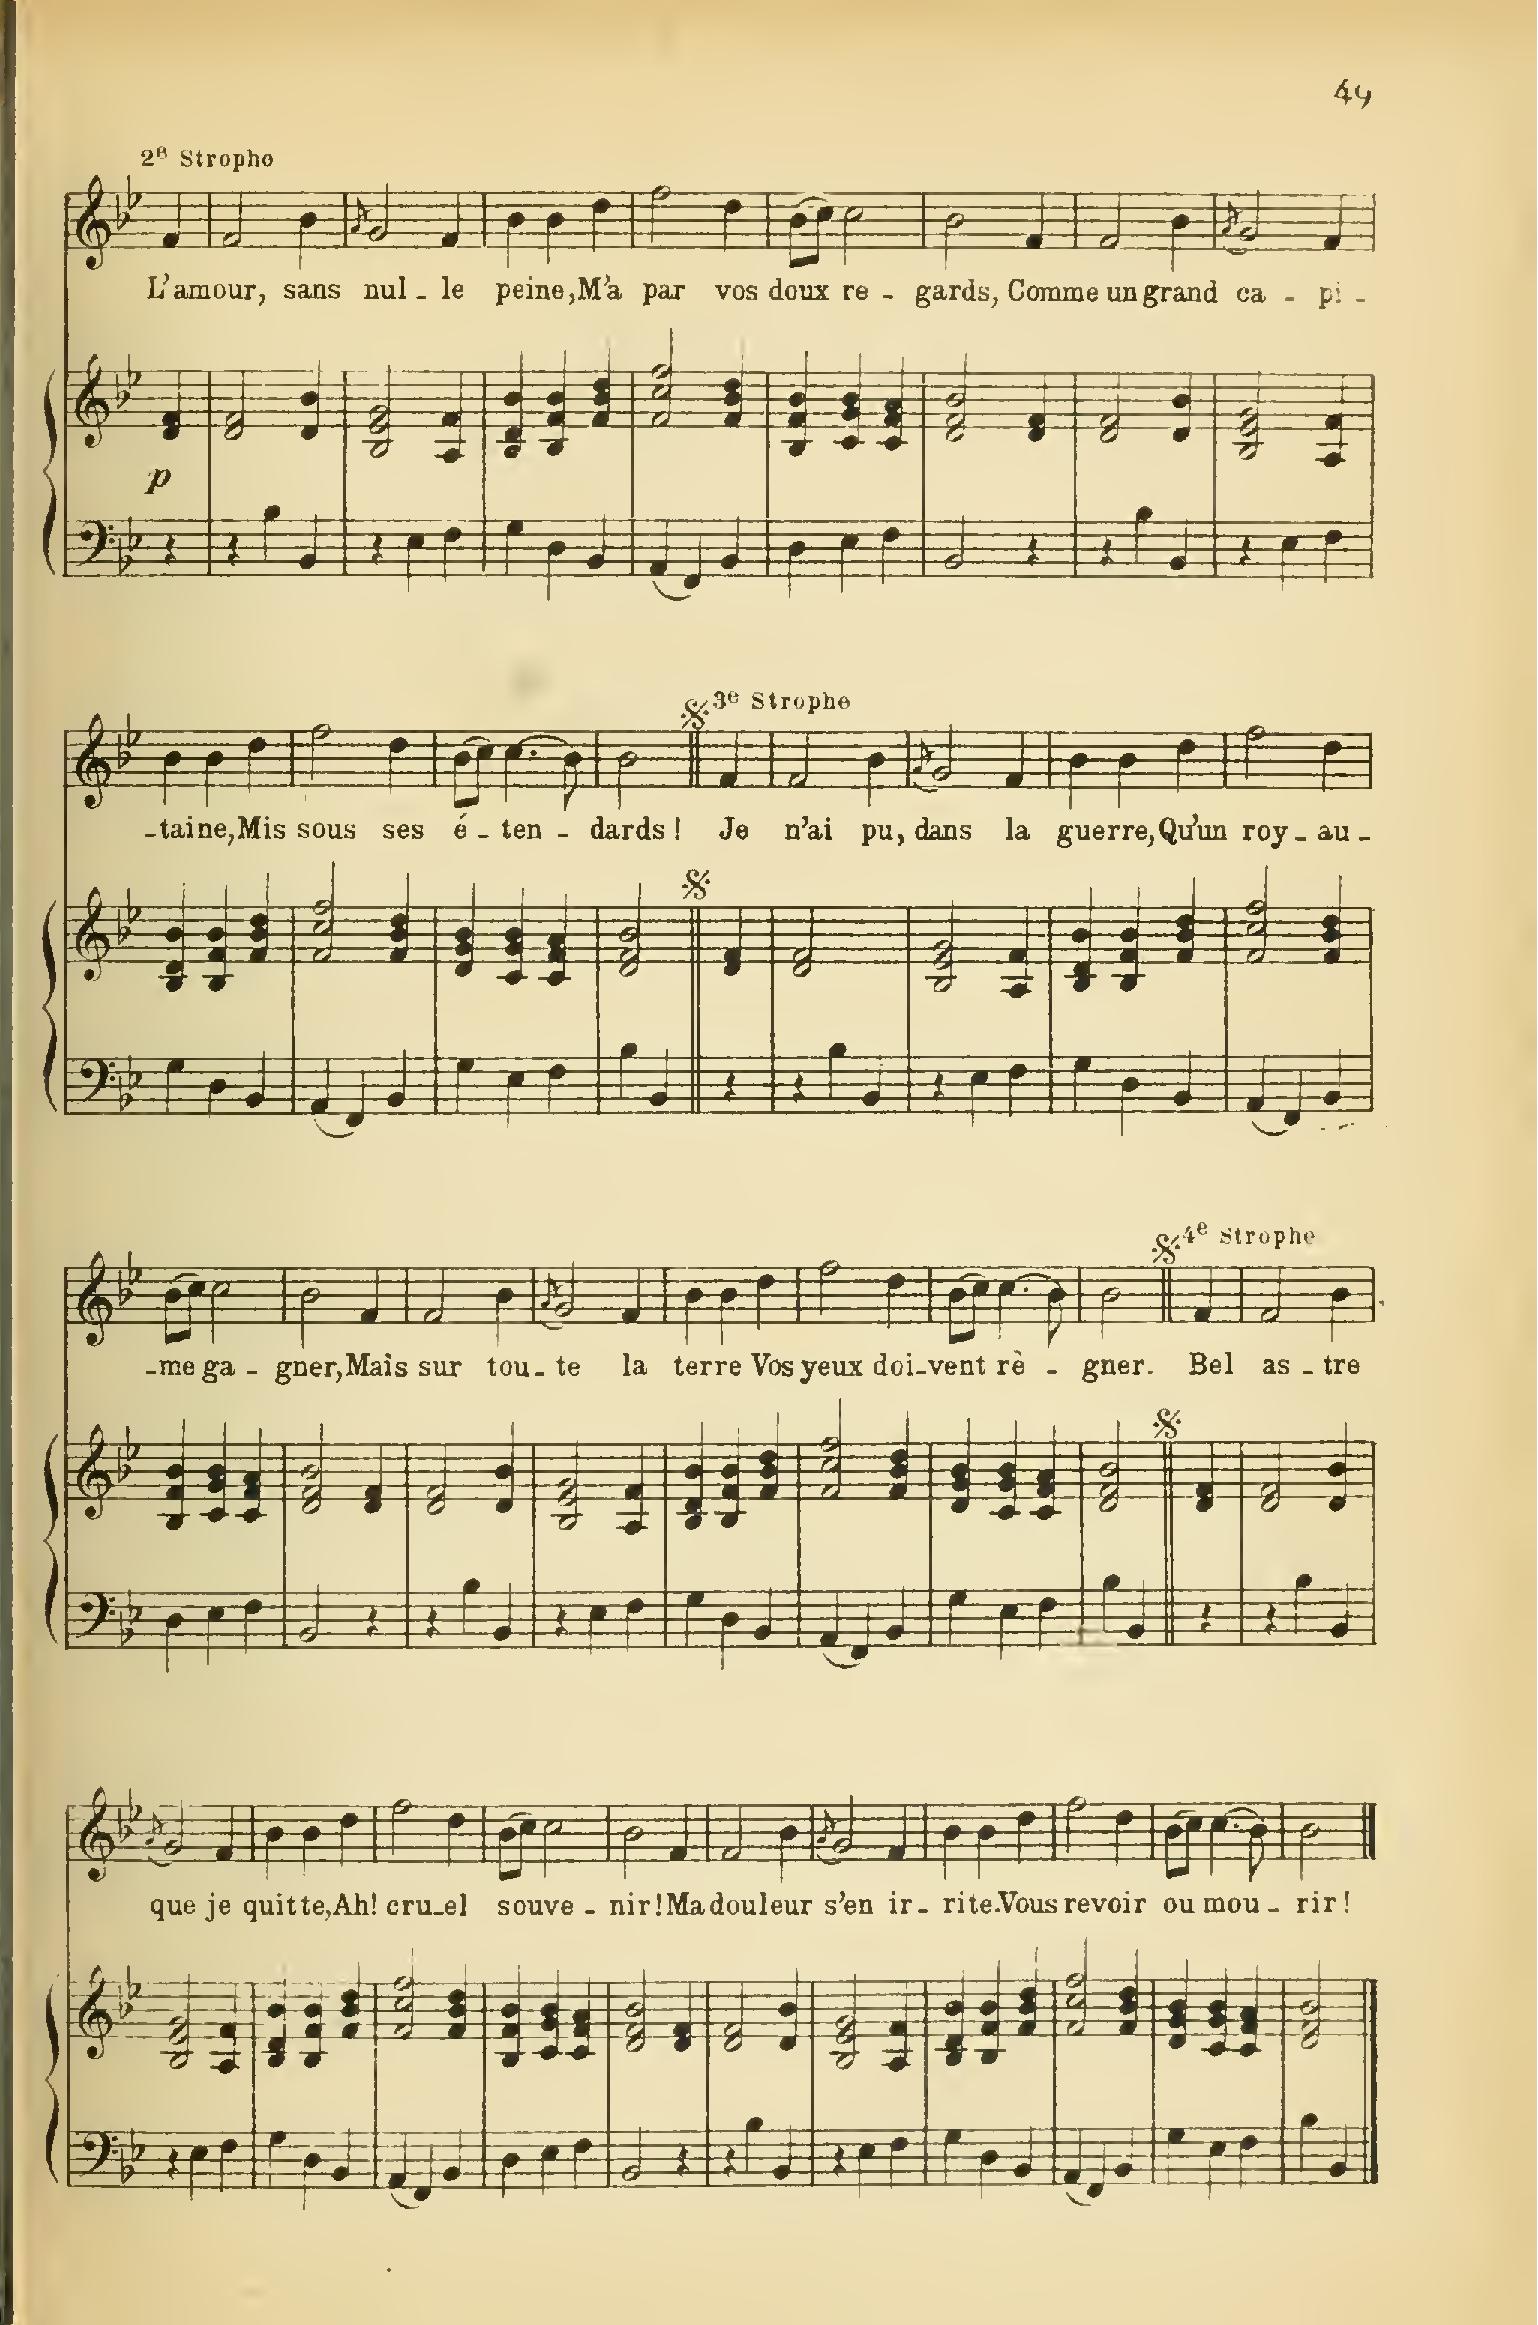 49
2e Strophe
L'amour, sans nul - le peine, M'a par vos doux re - gards, Comme un grand ca - pi -
p
3e Strophe
-taine, Mis sous ses é - ten - dards ! Je n'ai pu, dans la guerre, Qu'un roy - au -
4e Strophe
-me ga - gner, Mais sur tou - te la terre Vos yeux doi-vent rè - gner. Bel as - tre
que je quitte, Ah! cru-el souve - nir! Ma douleur s'en ir - rite. Vous revoir ou mou - rir !